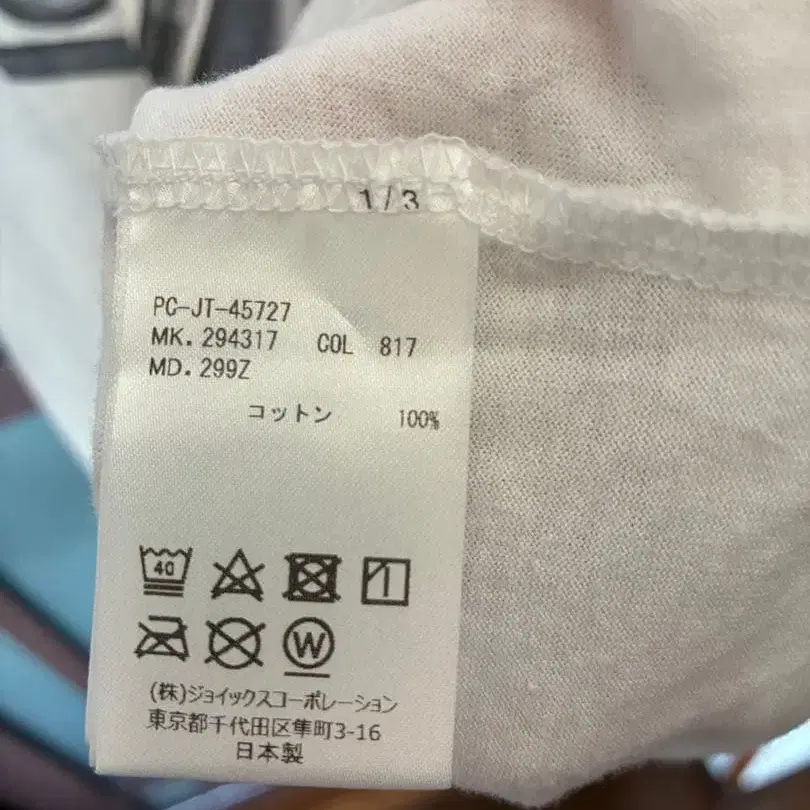 1/3
PC-JT-45727
MK. 294317 COL 817
MD. 299Z
コットン 100%
40
W
(株)ジョイックスコーポレーション
東京都千代田区隼町3-16
日本製